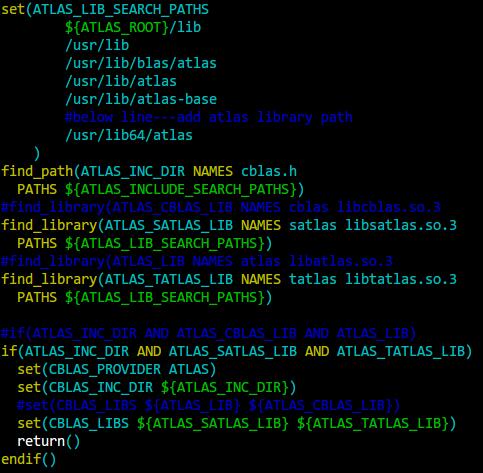 set(ATLAS_LIB_SEARCH_PATHS
        ${ATLAS_ROOT}/lib
        /usr/lib
        /usr/lib/blas/atlas
        /usr/lib/atlas
        /usr/lib/atlas-base
        #below line---add atlas library path
        /usr/lib64/atlas
    )
find_path(ATLAS_INC_DIR NAMES cblas.h
  PATHS ${ATLAS_INCLUDE_SEARCH_PATHS})
#find_library(ATLAS_CBLAS_LIB NAMES cblas libcblas.so.3
find_library(ATLAS_SATLAS_LIB NAMES satlas libsatlas.so.3
  PATHS ${ATLAS_LIB_SEARCH_PATHS})
#find_library(ATLAS_LIB NAMES atlas libatlas.so.3
find_library(ATLAS_TATLAS_LIB NAMES tatlas libtatlas.so.3
  PATHS ${ATLAS_LIB_SEARCH_PATHS})

#if(ATLAS_INC_DIR AND ATLAS_CBLAS_LIB AND ATLAS_LIB)
if(ATLAS_INC_DIR AND ATLAS_SATLAS_LIB AND ATLAS_TATLAS_LIB)
  set(CBLAS_PROVIDER ATLAS)
  set(CBLAS_INC_DIR ${ATLAS_INC_DIR})
  #set(CBLAS_LIBS ${ATLAS_LIB} ${ATLAS_CBLAS_LIB})
  set(CBLAS_LIBS ${ATLAS_SATLAS_LIB} ${ATLAS_TATLAS_LIB})
  return()
endif()